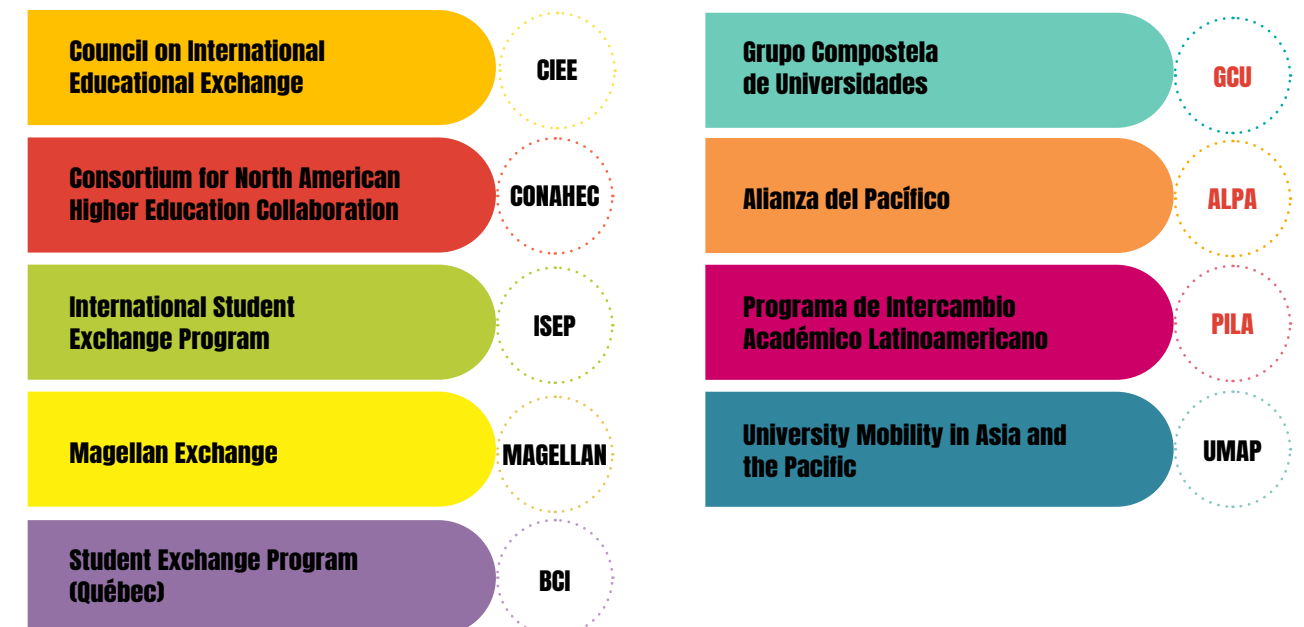 Council on International
Educational Exchange
CIEE
Consortium for North American
Higher Education Collaboration
CONAHEC
International Student
Exchange Program
ISEP
Magellan Exchange
MAGELLAN
Student Exchange Program
(Québec)
BCI
Grupo Compostela
de Universidades
GCU
Alianza del Pacífico
ALPA
Programa de Intercambio
Académico Latinoamericano
PILA
University Mobility in Asia and
the Pacific
UMAP